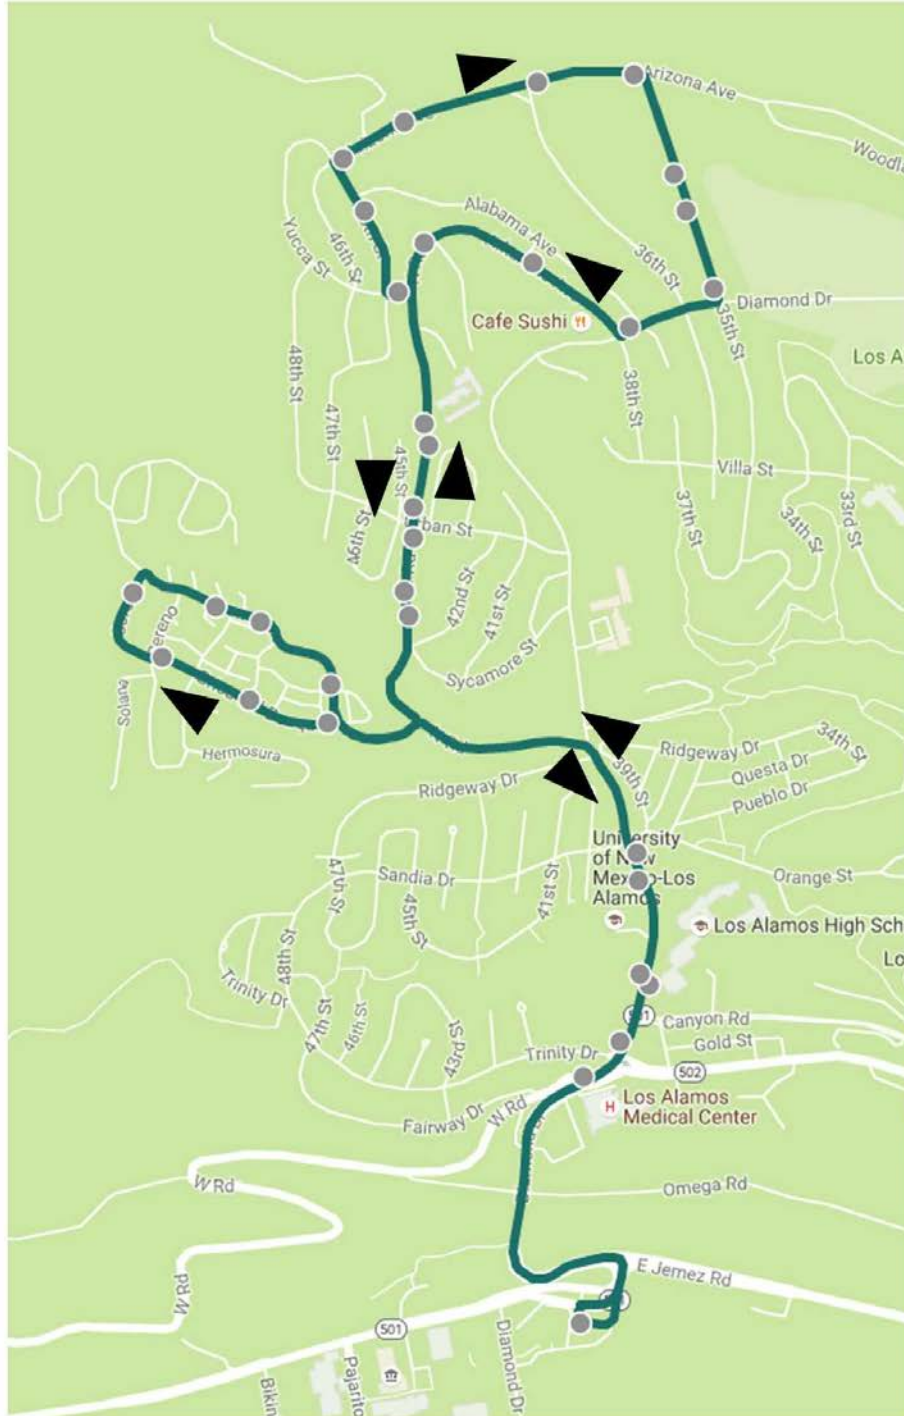 Arizona Ave
Woodla
Alabama Ave
46th St
Yucca St
36th St
Diamond Dr
Cafe Sushi
35th St
Los A
48th St
38th St
47th St
45th St
Villa St
37th St
34th St
33rd St
46th St
42nd St
41st St
Sycamore St
Solana
Hermosura
34th St
Ridgeway Dr
39th St
Questa Dr
Ridgeway Dr
Pueblo Dr
University
of New
Mexico-Los
Alamos
47th St
Sandia Dr
41st St
Orange St
45th St
Los Alamos High Sch
Lo
48th St
Trinity Dr
47th St
46th St
43rd St
Canyon Rd
Gold St
Trinity Dr
502
Los Alamos
Medical Center
Fairway Dr
W Rd
W Rd
Omega Rd
E Jemez Rd
W Rd
501
Diamond Dr
Pajarito
Bikin
H